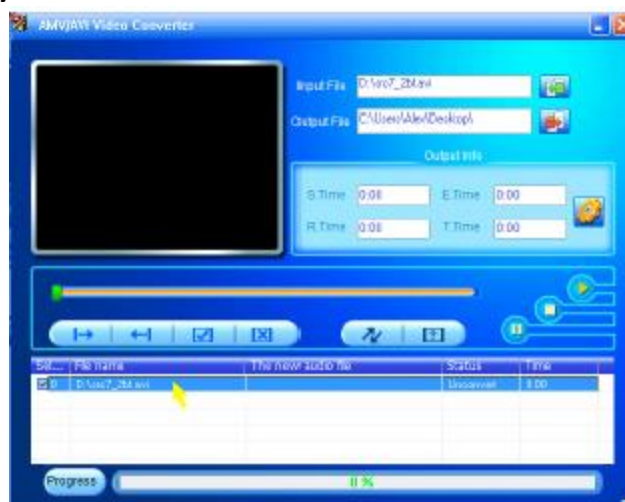 AMV/AVI Video Converter
Input File
Output File C:\Users\Alex\Desktop\
Output Info
S.Time 0:00 E.Time 0:00
R.Time 0:00 T.Time 0:00
Sel... File name The new audio file Status Time
0 Unconvert 0:00
Progress 0 %